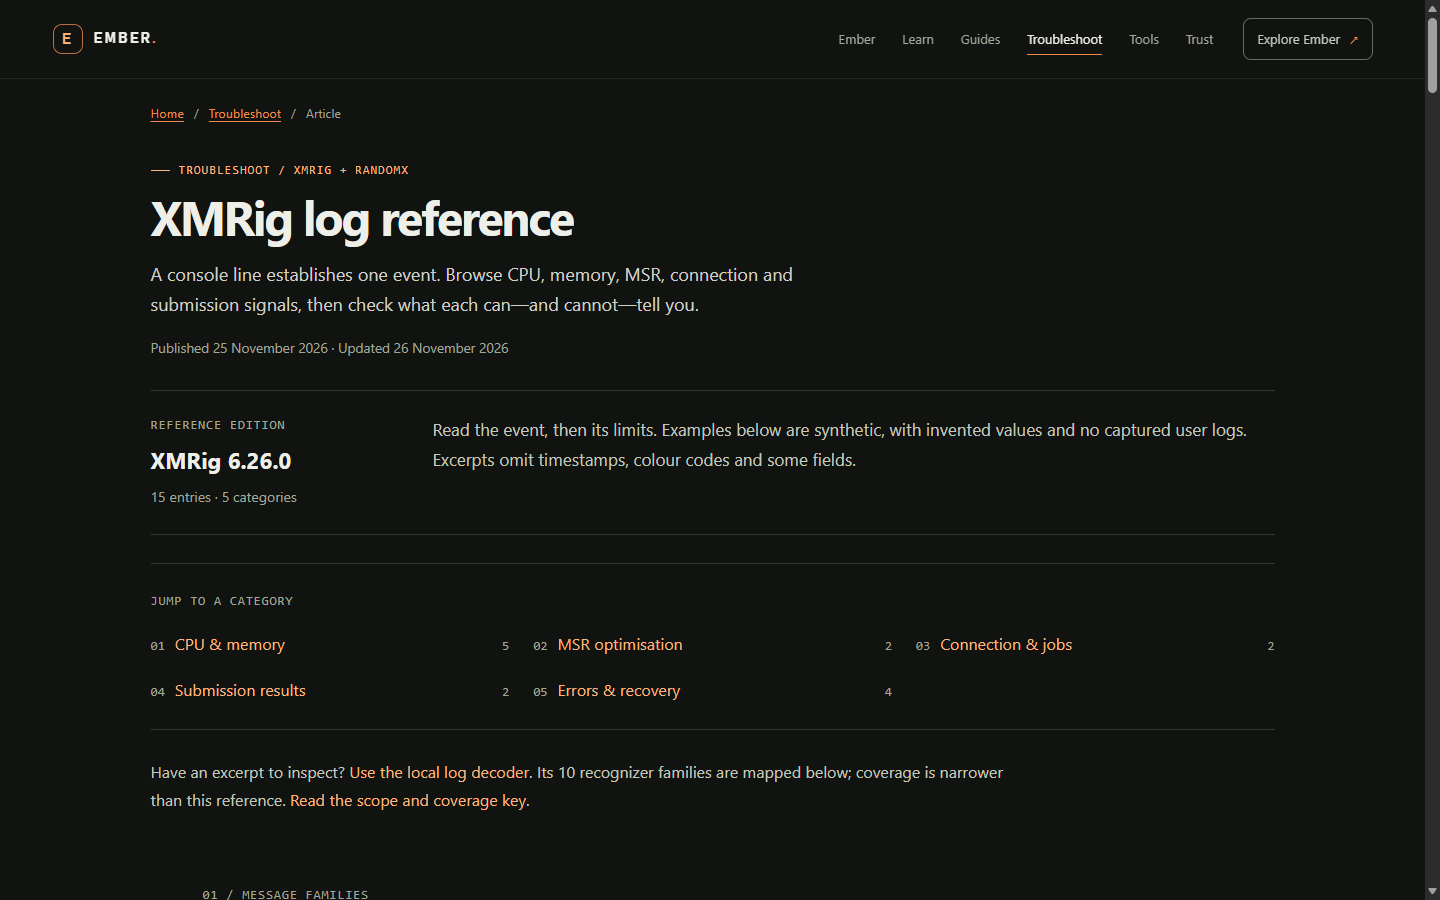 E EMBER.
Ember Learn Guides Troubleshoot Tools Trust Explore Ember ↗
Home / Troubleshoot / Article
TROUBLESHOOT / XMRIG + RANDOMX
XMRig log reference
A console line establishes one event. Browse CPU, memory, MSR, connection and
submission signals, then check what each can—and cannot—tell you.
Published 25 November 2026 · Updated 26 November 2026
REFERENCE EDITION
XMRig 6.26.0
15 entries · 5 categories
Read the event, then its limits. Examples below are synthetic, with invented values and no captured user logs.
Excerpts omit timestamps, colour codes and some fields.
JUMP TO A CATEGORY
01 CPU & memory 5
02 MSR optimisation 2
03 Connection & jobs 2
04 Submission results 2
05 Errors & recovery 4
Have an excerpt to inspect? Use the local log decoder. Its 10 recognizer families are mapped below; coverage is narrower
than this reference. Read the scope and coverage key.
01 / MESSAGE FAMILIES